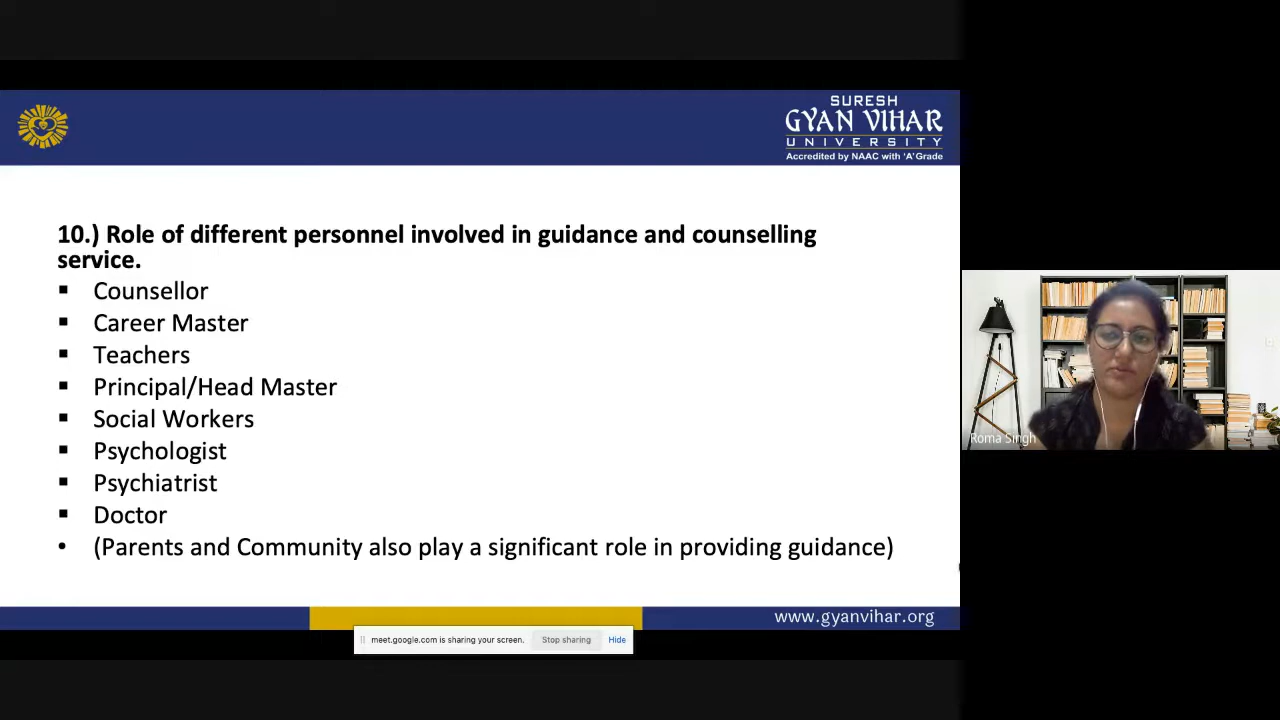 SURESH
GYAN VIHAR
UNIVERSITY
Accredited by NAAC with 'A' Grade
10.) Role of different personnel involved in guidance and counselling
service.
▪ Counsellor
▪ Career Master
▪ Teachers
▪ Principal/Head Master
▪ Social Workers
▪ Psychologist
▪ Psychiatrist
▪ Doctor
• (Parents and Community also play a significant role in providing guidance)
Roma Singh
www.gyanvihar.org
meet.google.com is sharing your screen. Stop sharing Hide